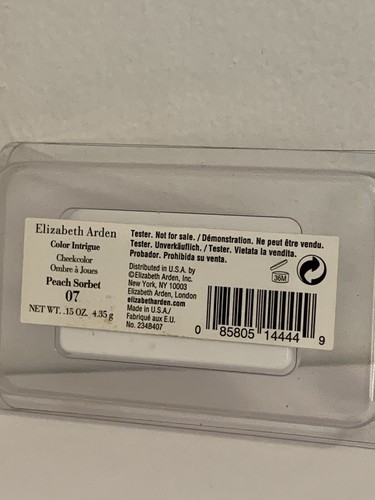 Elizabeth Arden
Color Intrigue
Cheekcolor
Ombre à Joues
Peach Sorbet
07
NET WT. .15 OZ. 4.35 g
Tester. Not for sale. / Démonstration. Ne peut être vendu.
Tester. Unverkäuflich. / Tester. Vietata la vendita.
Probador. Prohibida su venta.
Distributed in U.S.A. by
©Elizabeth Arden, Inc.
New York, NY 10003
Elizabeth Arden, London
elizabetharden.com
Made in U.S.A./
Fabriqué aux E.U.
No. 234B407
36M
0 85805 14444 9